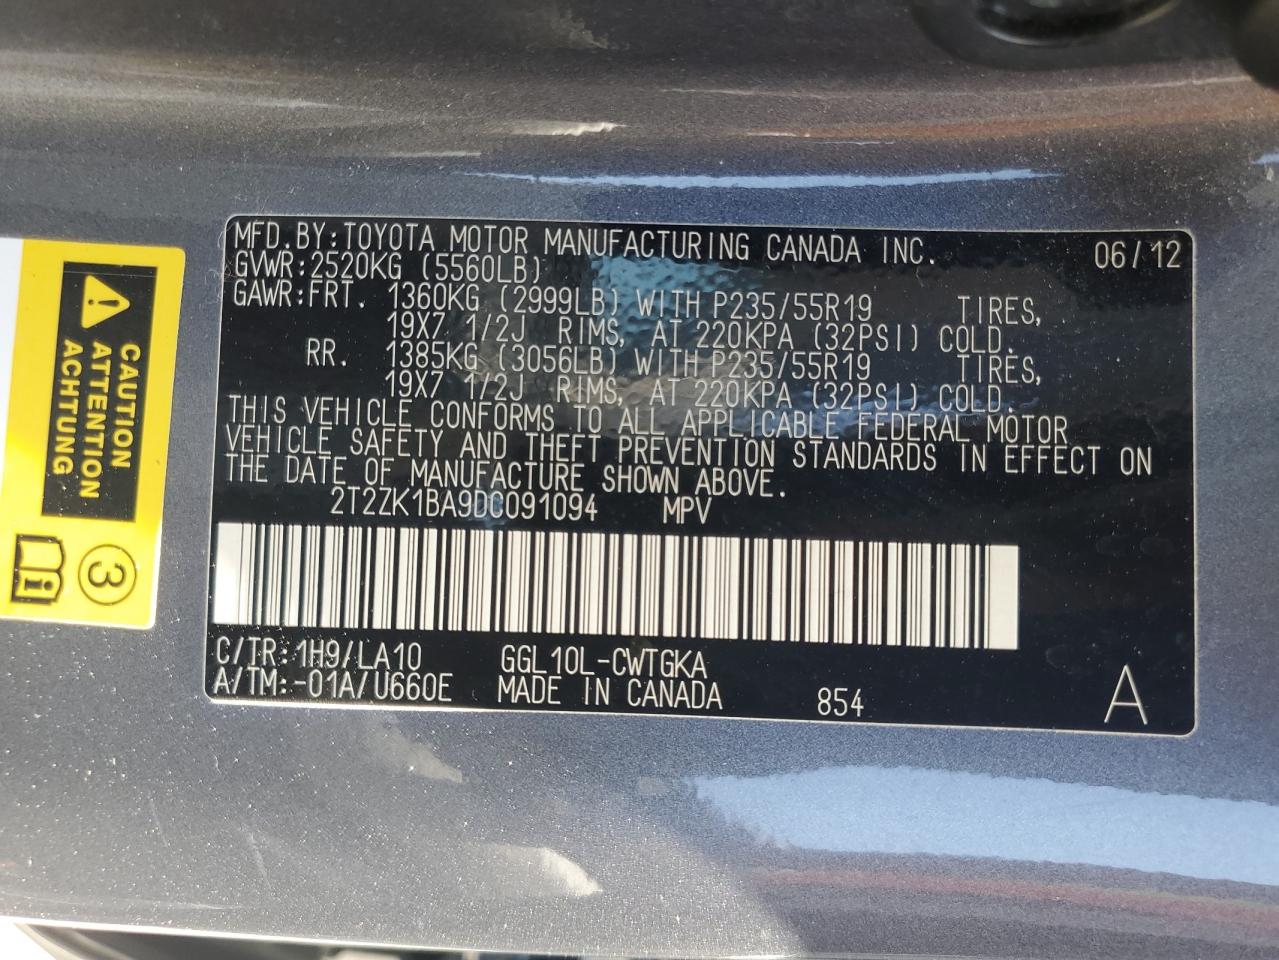 MFD.BY:TOYOTA MOTOR MANUFACTURING CANADA INC. 06/12
GVWR:2520KG (5560LB)
GAWR:FRT. 1360KG (2999LB) WITH P235/55R19 TIRES,
19X7 1/2J RIMS, AT 220KPA (32PSI) COLD.
RR. 1385KG (3056LB) WITH P235/55R19 TIRES,
19X7 1/2J RIMS, AT 220KPA (32PSI) COLD.
THIS VEHICLE CONFORMS TO ALL APPLICABLE FEDERAL MOTOR
VEHICLE SAFETY AND THEFT PREVENTION STANDARDS IN EFFECT ON
THE DATE OF MANUFACTURE SHOWN ABOVE.
2T2ZK1BA9DC091094 MPV
C/TR:1H9/LA10 GGL10L-CWTGKA
A/TM:-01A/U660E MADE IN CANADA 854 A
CAUTION
ATTENTION
ACHTUNG
3